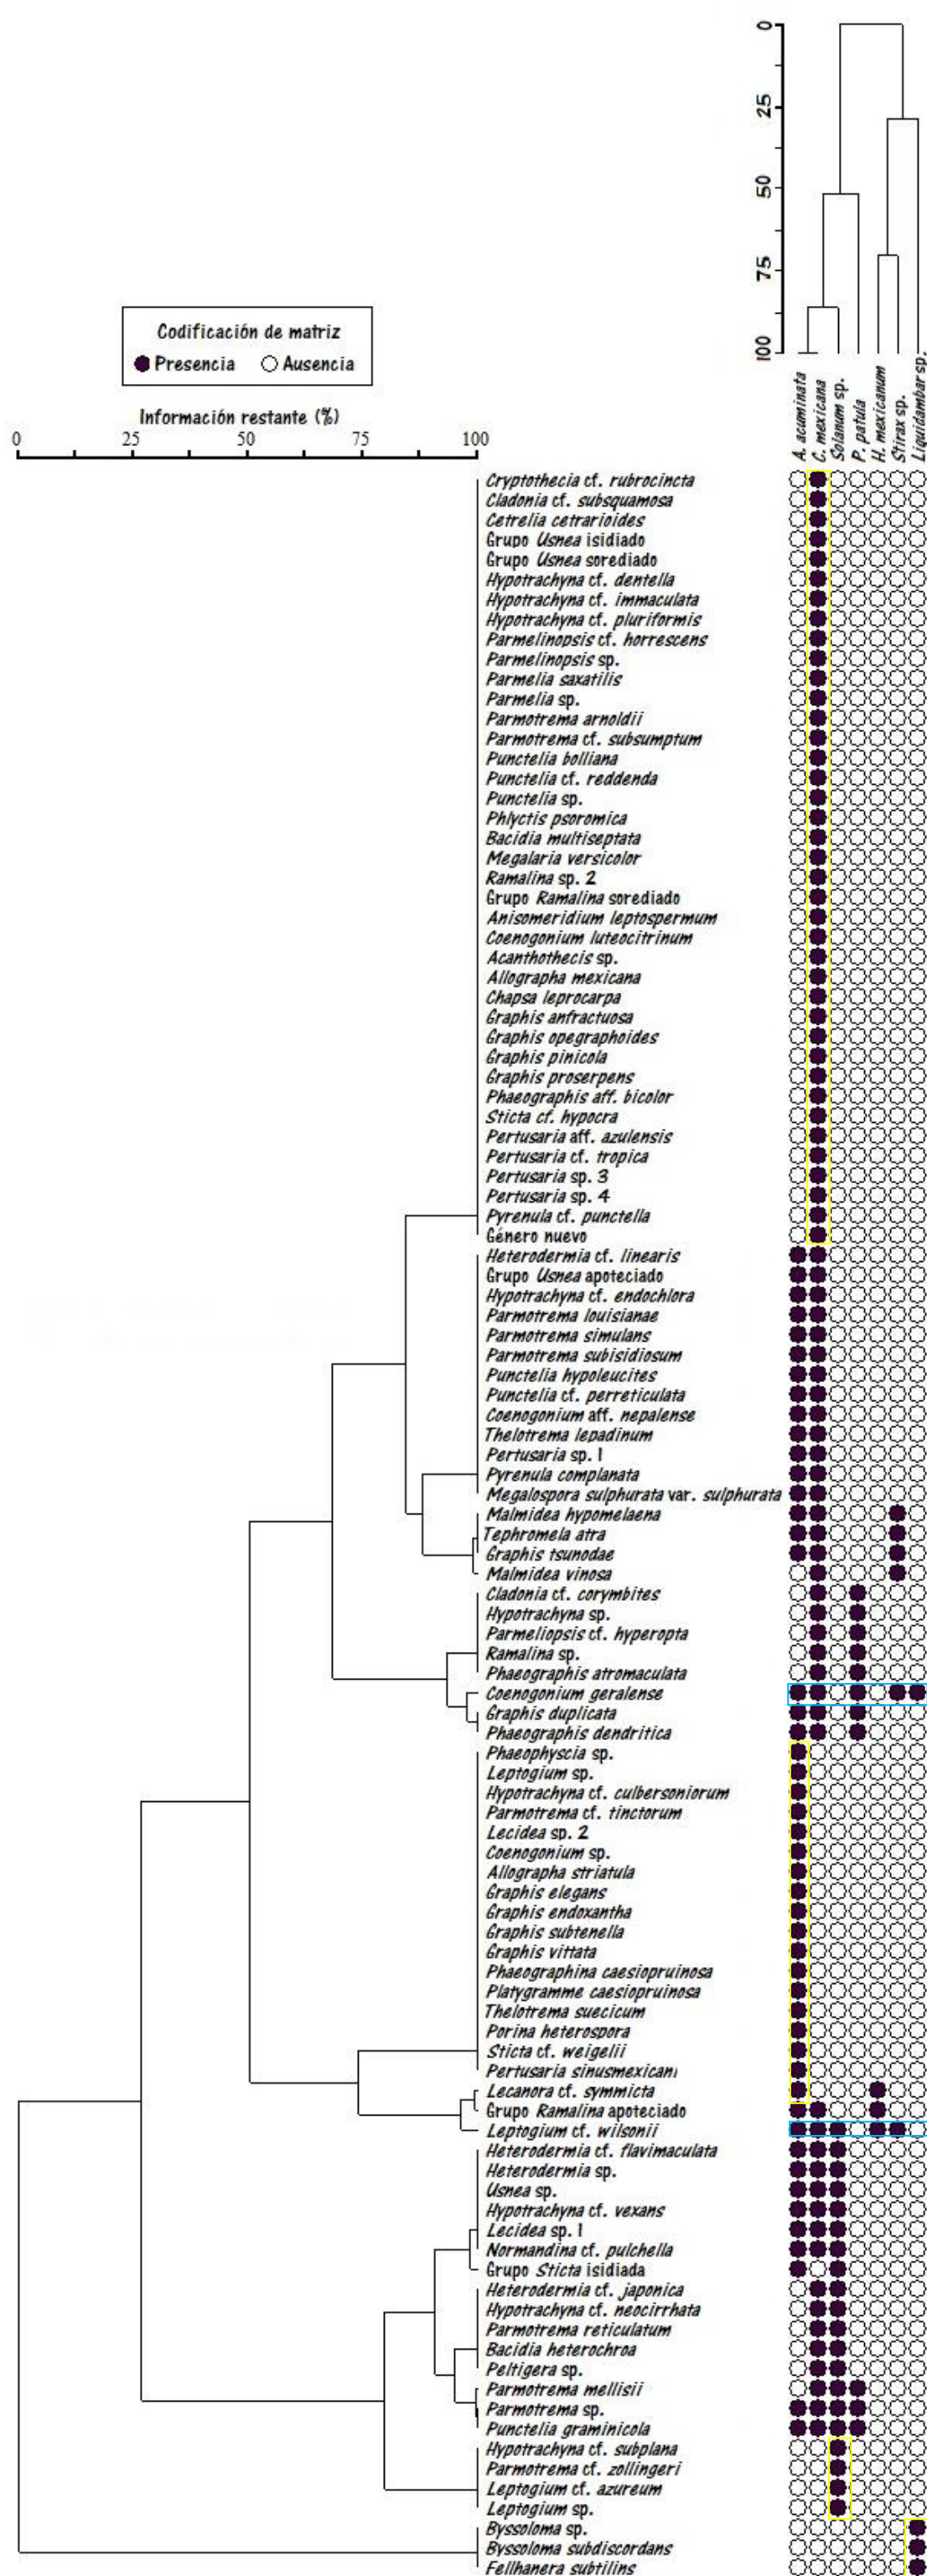 0
25
50
75
100
Codificación de matriz
Presencia Ausencia
Información restante (%)
0 25 50 75 100
A. acuminata
C. mexicana
Solanum sp.
P. patula
H. mexicanum
Stirax sp.
Liquidambar sp.
Cryptothecia cf. rubrocincta
Cladonia cf. subsquamosa
Cetrelia cetrarioides
Grupo Usnea isidiado
Grupo Usnea sorediado
Hypotrachyna cf. dentella
Hypotrachyna cf. immaculata
Hypotrachyna cf. pluriformis
Parmelinopsis cf. horrescens
Parmelinopsis sp.
Parmelia saxatilis
Parmelia sp.
Parmotrema arnoldii
Parmotrema cf. subsumptum
Punctelia bolliana
Punctelia cf. reddenda
Punctelia sp.
Phlyctis psoromica
Bacidia multiseptata
Megalaria versicolor
Ramalina sp. 2
Grupo Ramalina sorediado
Anisomeridium leptospermum
Coenogonium luteocitrinum
Acanthothecis sp.
Allographa mexicana
Chapsa leprocarpa
Graphis anfractuosa
Graphis opegraphoides
Graphis pinicola
Graphis proserpens
Phaeographis aff. bicolor
Sticta cf. hypocra
Pertusaria aff. azulensis
Pertusaria cf. tropica
Pertusaria sp. 3
Pertusaria sp. 4
Pyrenula cf. punctella
Género nuevo
Heterodermia cf. linearis
Grupo Usnea apoteciado
Hypotrachyna cf. endochlora
Parmotrema louisianae
Parmotrema simulans
Parmotrema subisidiosum
Punctelia hypoleucites
Punctelia cf. perreticulata
Coenogonium aff. nepalense
Thelotrema lepadinum
Pertusaria sp. 1
Pyrenula complanata
Megalospora sulphurata var. sulphurata
Malmidea hypomelaena
Tephromela atra
Graphis tsunodae
Malmidea vinosa
Cladonia cf. corymbites
Hypotrachyna sp.
Parmeliopsis cf. hyperopta
Ramalina sp.
Phaeographis atromaculata
Coenogonium geralense
Graphis duplicata
Phaeographis dendritica
Phaeophyscia sp.
Leptogium sp.
Hypotrachyna cf. culbersoniorum
Parmotrema cf. tinctorum
Lecidea sp. 2
Coenogonium sp.
Allographa striatula
Graphis elegans
Graphis endoxantha
Graphis subtenella
Graphis vittata
Phaeographina caesiopruinosa
Platygramme caesiopruinosa
Thelotrema suecicum
Porina heterospora
Sticta cf. weigelii
Pertusaria sinusmexicani
Lecanora cf. symmicta
Grupo Ramalina apoteciado
Leptogium cf. wilsonii
Heterodermia cf. flavimaculata
Heterodermia sp.
Usnea sp.
Hypotrachyna cf. vexans
Lecidea sp. 1
Normandina cf. pulchella
Grupo Sticta isidiada
Heterodermia cf. japonica
Hypotrachyna cf. neocirrhata
Parmotrema reticulatum
Bacidia heterochroa
Peltigera sp.
Parmotrema mellisii
Parmotrema sp.
Punctelia graminicola
Hypotrachyna cf. subplana
Parmotrema cf. zollingeri
Leptogium cf. azureum
Leptogium sp.
Byssoloma sp.
Byssoloma subdiscordans
Fellhanera subtilins